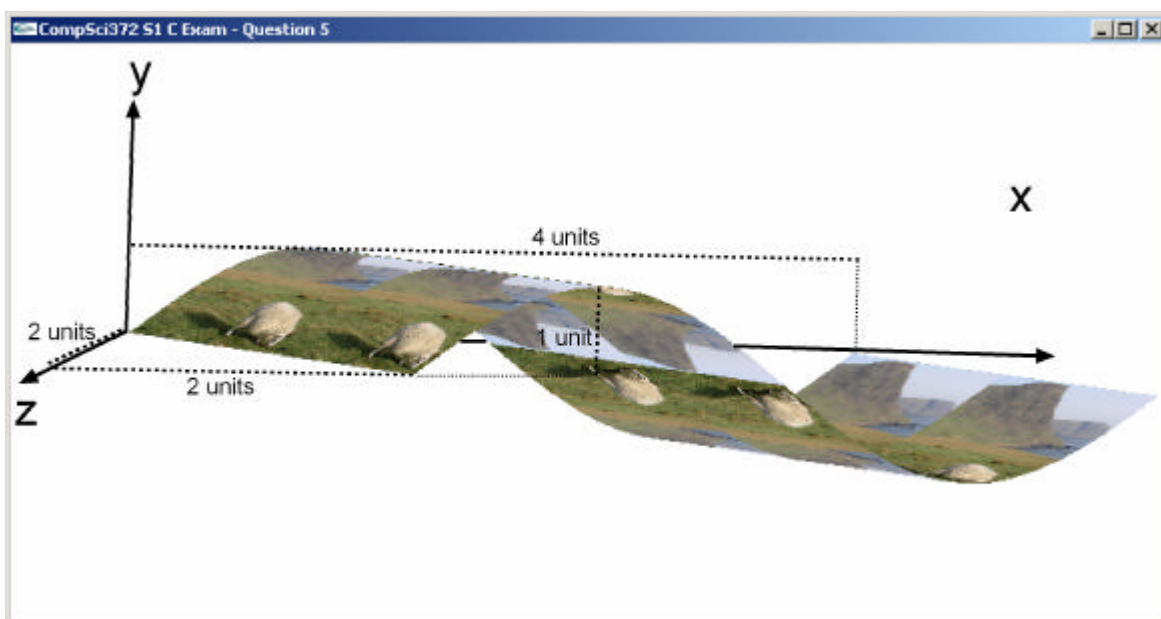 CompSci372 S1 C Exam - Question 5
y
x
4 units
2 units
1 unit
2 units
z